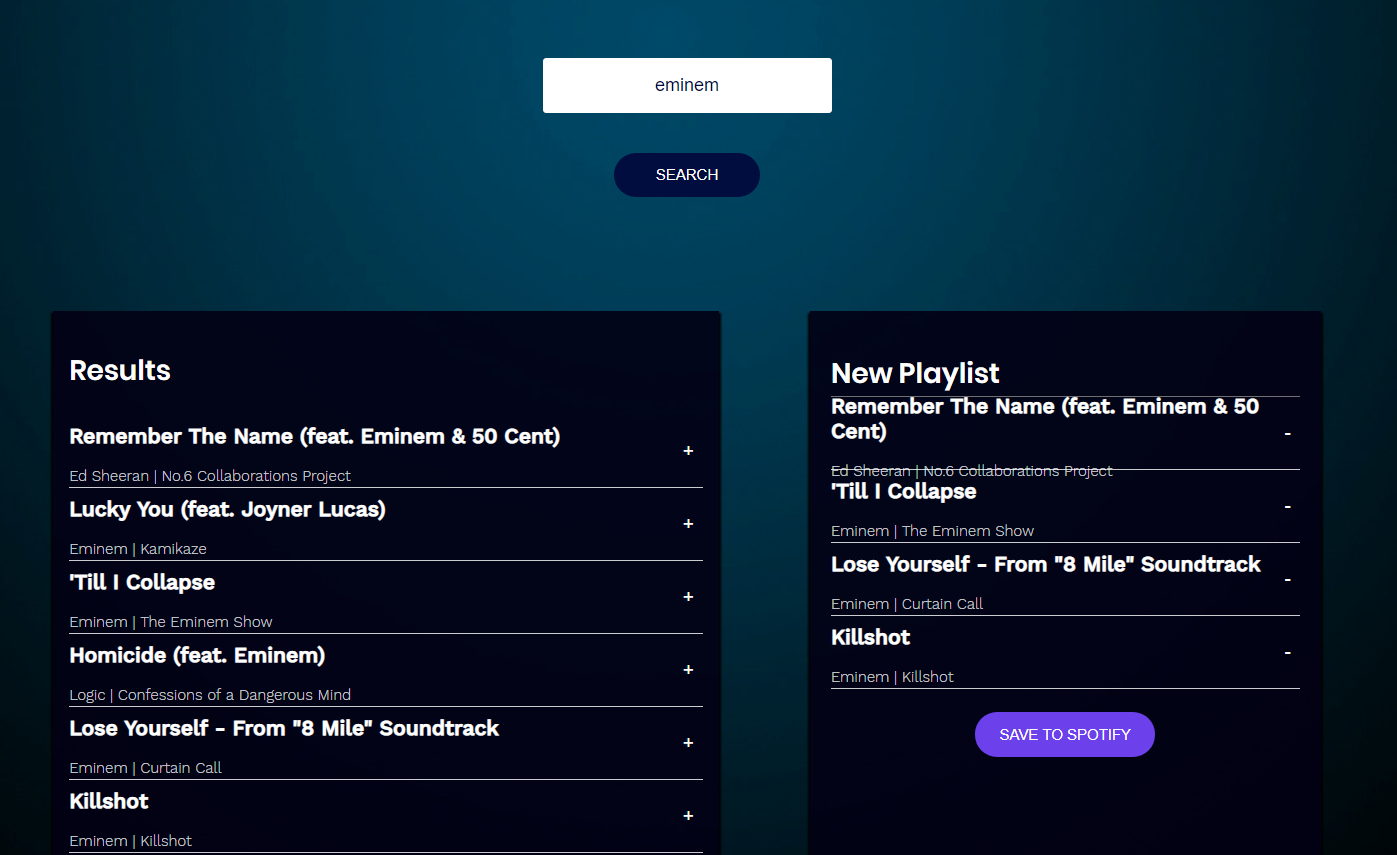 eminem
SEARCH
Results
Remember The Name (feat. Eminem & 50 Cent)
+
Ed Sheeran | No.6 Collaborations Project
Lucky You (feat. Joyner Lucas)
+
Eminem | Kamikaze
'Till I Collapse
+
Eminem | The Eminem Show
Homicide (feat. Eminem)
+
Logic | Confessions of a Dangerous Mind
Lose Yourself - From "8 Mile" Soundtrack
+
Eminem | Curtain Call
Killshot
+
Eminem | Killshot
New Playlist
Remember The Name (feat. Eminem & 50
Cent)
-
Ed Sheeran | No.6 Collaborations Project
'Till I Collapse
-
Eminem | The Eminem Show
Lose Yourself - From "8 Mile" Soundtrack
-
Eminem | Curtain Call
Killshot
-
Eminem | Killshot
SAVE TO SPOTIFY